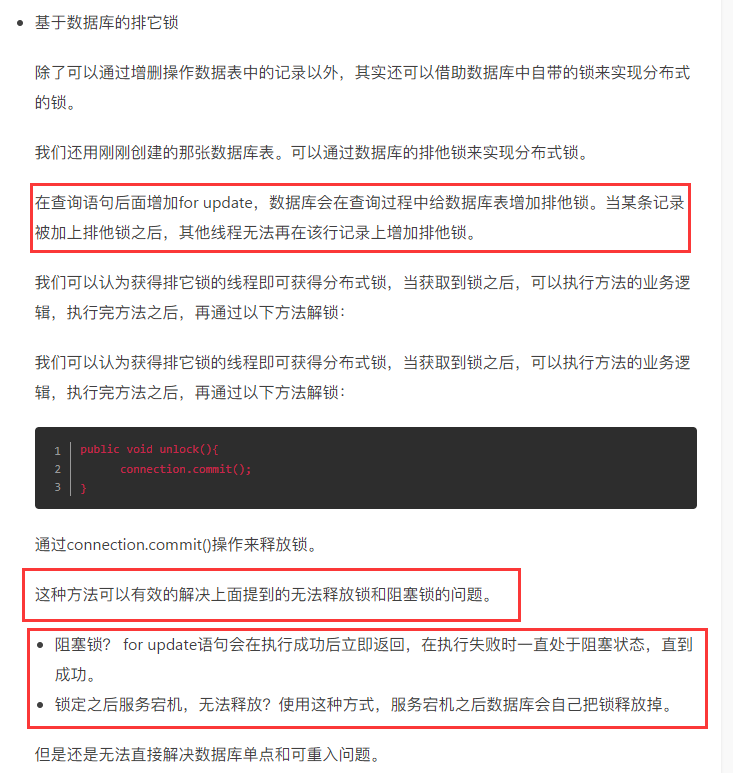 基于数据库的排它锁
除了可以通过增删操作数据表中的记录以外，其实还可以借助数据库中自带的锁来实现分布式
的锁。
我们还用刚刚创建的那张数据库表。可以通过数据库的排他锁来实现分布式锁。
在查询语句后面增加for update，数据库会在查询过程中给数据库表增加排他锁。当某条记录
被加上排他锁之后，其他线程无法再在该行记录上增加排他锁。
我们可以认为获得排它锁的线程即可获得分布式锁，当获取到锁之后，可以执行方法的业务逻
辑，执行完方法之后，再通过以下方法解锁：
我们可以认为获得排它锁的线程即可获得分布式锁，当获取到锁之后，可以执行方法的业务逻
辑，执行完方法之后，再通过以下方法解锁：
1 public void unlock(){
2 connection.commit();
3 }
通过connection.commit()操作来释放锁。
这种方法可以有效的解决上面提到的无法释放锁和阻塞锁的问题。
阻塞锁？ for update语句会在执行成功后立即返回，在执行失败时一直处于阻塞状态，直到
成功。
锁定之后服务宕机，无法释放？使用这种方式，服务宕机之后数据库会自己把锁释放掉。
但是还是无法直接解决数据库单点和可重入问题。